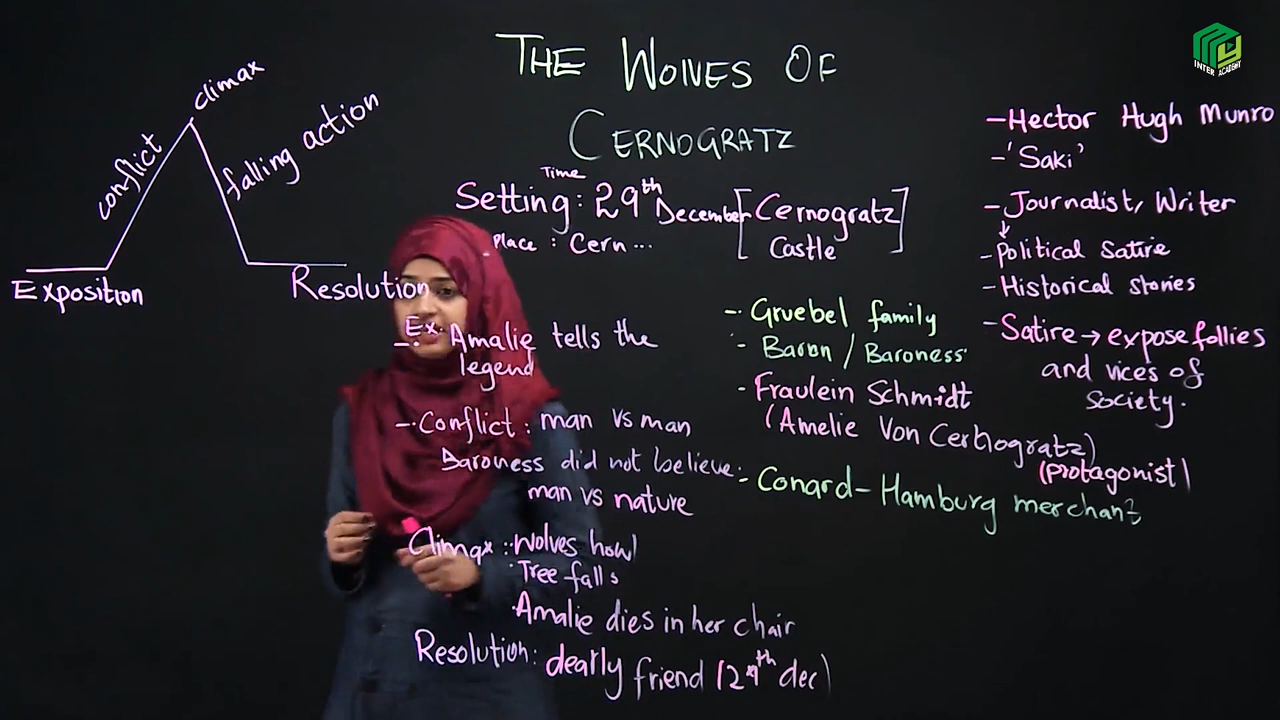 THE WOlVES OF
CERNOGRATZ
climax
conflict
falling action
Exposition
Resolution
Time
Setting: 29th December [Cernogratz
Castle]
Place : Cern...
Ex. Amalie tells the
legend
-. Conflict : man vs man
Baroness did not believe.
man vs nature
Climax : · Wolves howl
· Tree falls
· Amalie dies in her chair
Resolution: dearly friend (29th dec)
-· Gruebel family
- Baron / Baroness
- Fraulein Schmidt
(Amelie Von Cernogratz)
(protagonist)
- Conard - Hamburg merchant
- Hector Hugh Munro
- 'Saki'
- Journalist, Writer
↓
- Political Satire
- Historical stories
- Satire → expose follies
and vices of
society.
INTER ACADEMY